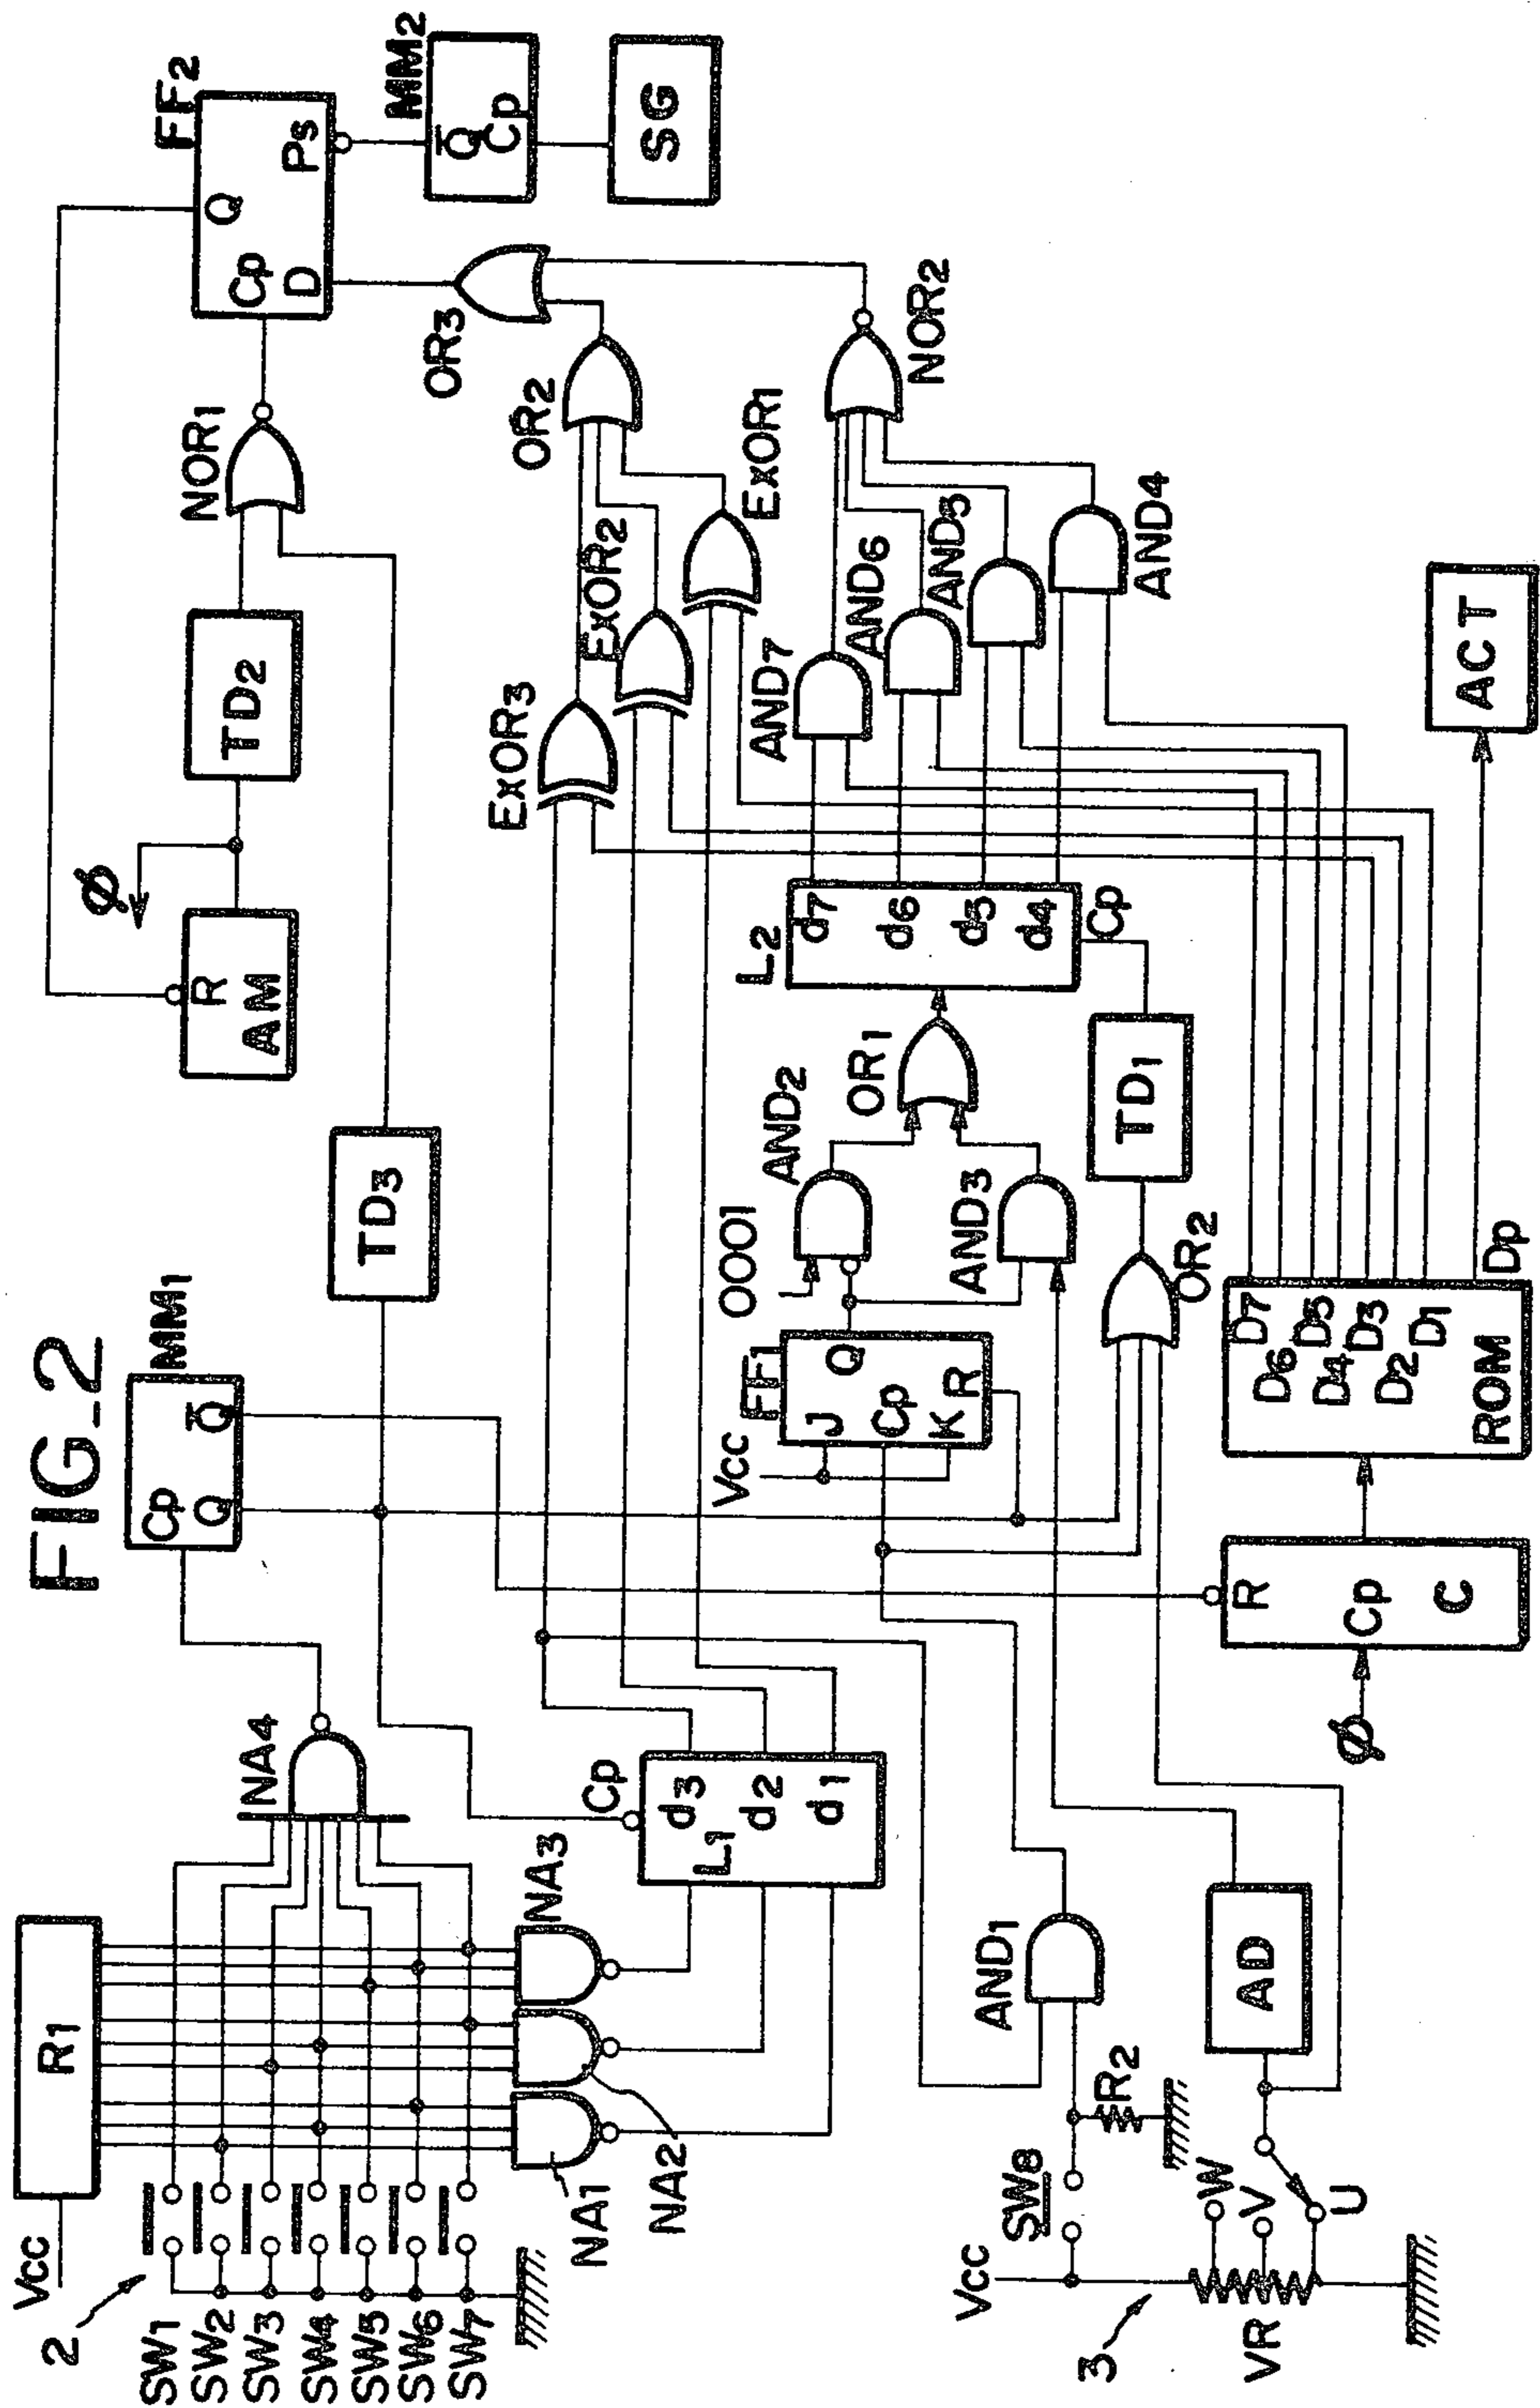 FIG_2
Vcc
R1
2
SW1
SW2
SW3
SW4
SW5
SW6
SW7
NA1
NA2
NA3
NA4
MM1
Cp
Q
Q̅
TD3
AM
R
Ø
TD2
NOR1
FF2
Cp
D
Q
Ps
MM2
Q̅
Cp
SG
OR3
OR2
ExOR3
ExOR2
ExOR1
NOR2
AND7
AND6
AND5
AND4
L1
Cp
d3
d2
d1
Vcc
FF1
J
Cp
K
R
Q
0001
AND2
AND3
OR1
L2
d7
d6
d5
d4
Cp
TD1
OR2
AND1
SW8
R2
Vcc
3
VR
W
V
U
AD
Ø
R
Cp
C
ROM
D7
D6
D5
D4
D3
D2
D1
Dp
ACT